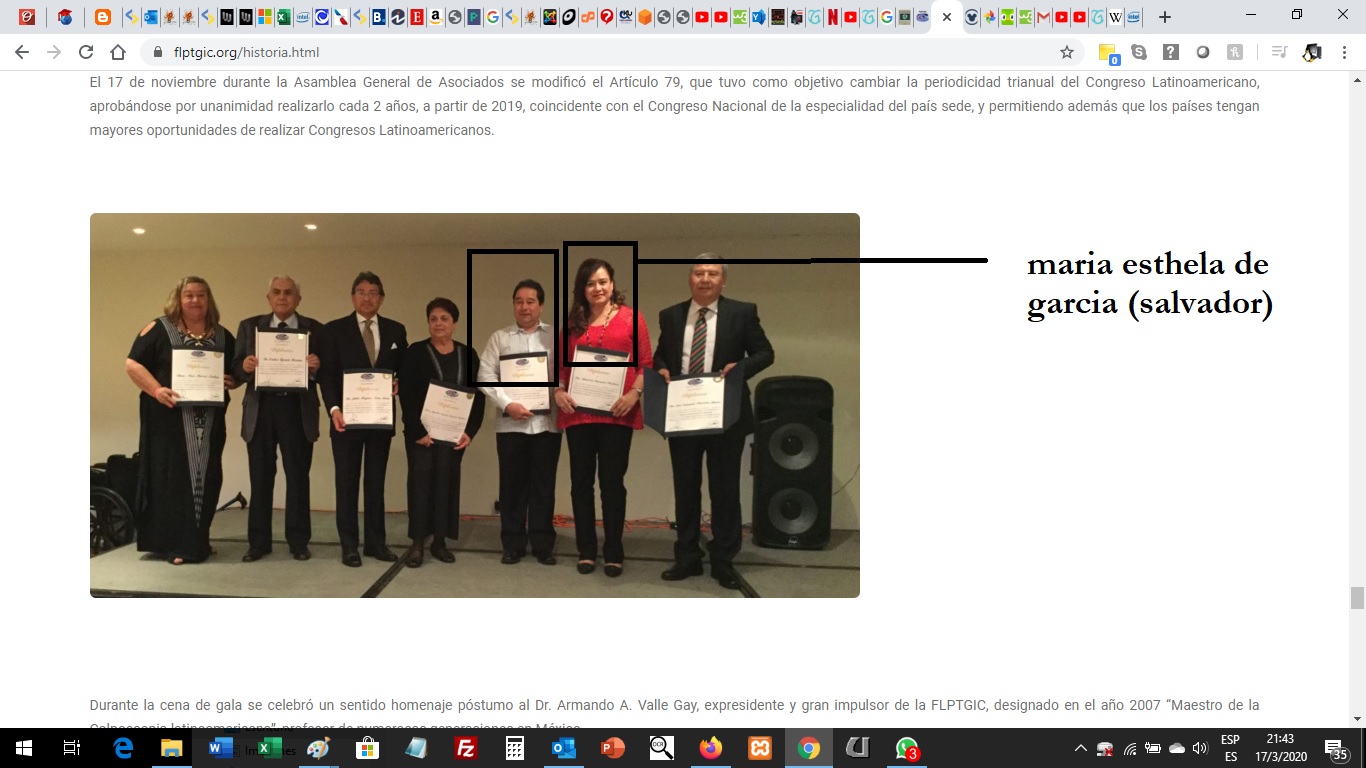 flptgic.org/historia.html
El 17 de noviembre durante la Asamblea General de Asociados se modificó el Artículo 79, que tuvo como objetivo cambiar la periodicidad trianual del Congreso Latinoamericano,
aprobándose por unanimidad realizarlo cada 2 años, a partir de 2019, coincidente con el Congreso Nacional de la especialidad del país sede, y permitiendo además que los países tengan
mayores oportunidades de realizar Congresos Latinoamericanos.
maria esthela de
garcia (salvador)
Durante la cena de gala se celebró un sentido homenaje póstumo al Dr. Armando A. Valle Gay, expresidente y gran impulsor de la FLPTGIC, designado en el año 2007 “Maestro de la
ESP
ES
21:43
17/3/2020
35
3
0